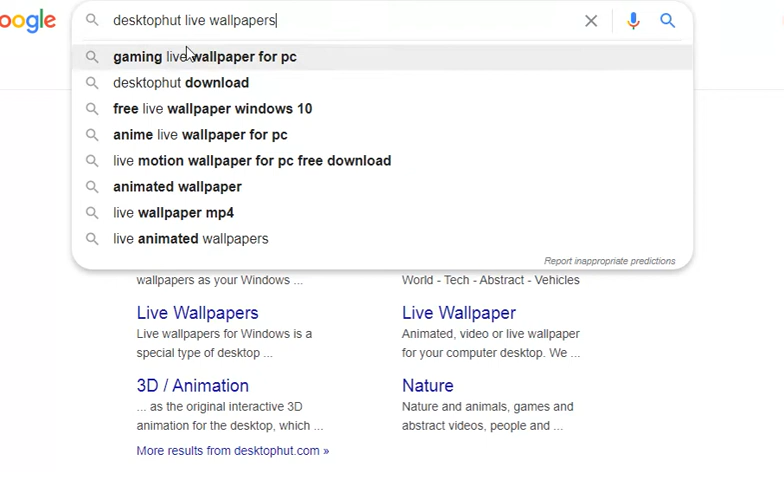 oogle
desktophut live wallpapers
gaming live wallpaper for pc
desktophut download
free live wallpaper windows 10
anime live wallpaper for pc
live motion wallpaper for pc free download
animated wallpaper
live wallpaper mp4
live animated wallpapers
Report inappropriate predictions
wallpapers as your Windows ...
World - Tech - Abstract - Vehicles
Live Wallpapers
Live wallpapers for Windows is a
special type of desktop ...
Live Wallpaper
Animated, video or live wallpaper
for your computer desktop. We ...
3D / Animation
... as the original interactive 3D
animation for the desktop, which ...
Nature
Nature and animals, games and
abstract videos, people and ...
More results from desktophut.com »